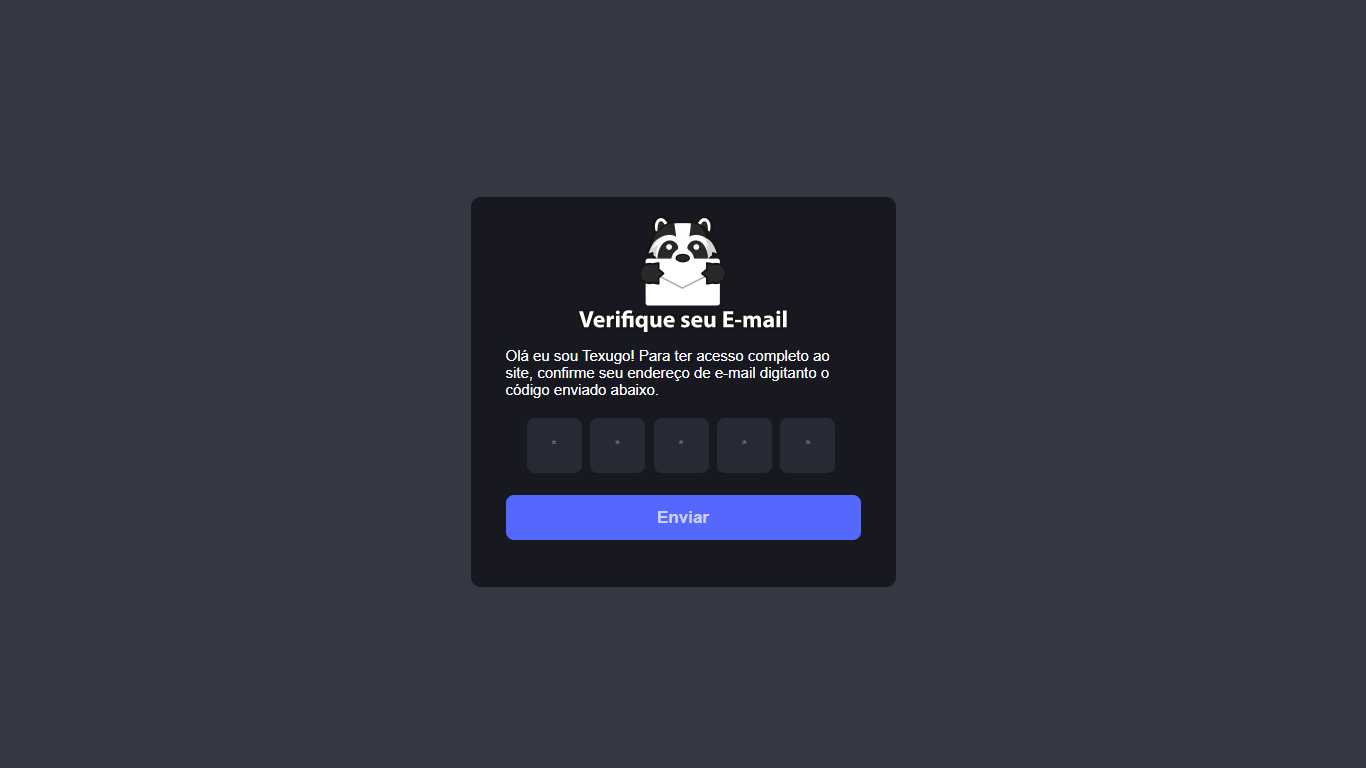 Verifique seu E-mail
Olá eu sou Texugo! Para ter acesso completo ao
site, confirme seu endereço de e-mail digitanto o
código enviado abaixo.
* * * * *
Enviar